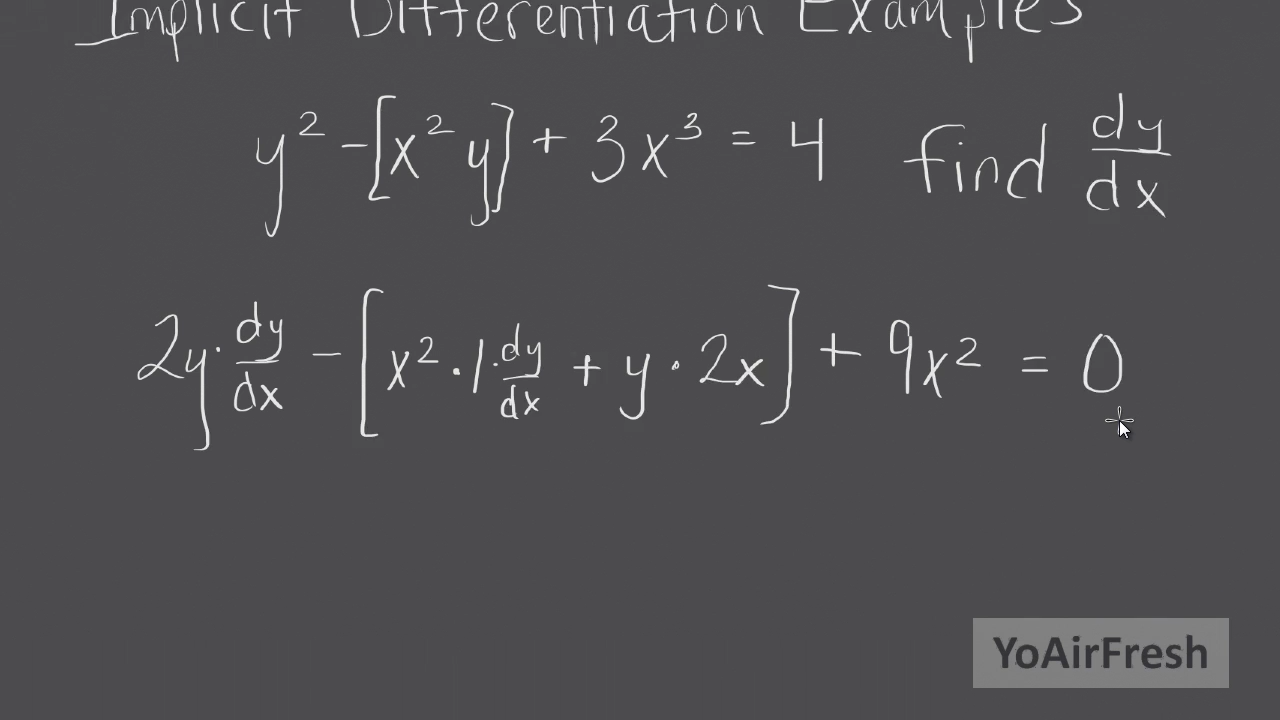 Implicit Differentiation Examples
y² - [x² y] + 3x³ = 4 find dy/dx
2y · dy/dx - [x² · 1 · dy/dx + y · 2x] + 9x² = 0
YoAirFresh